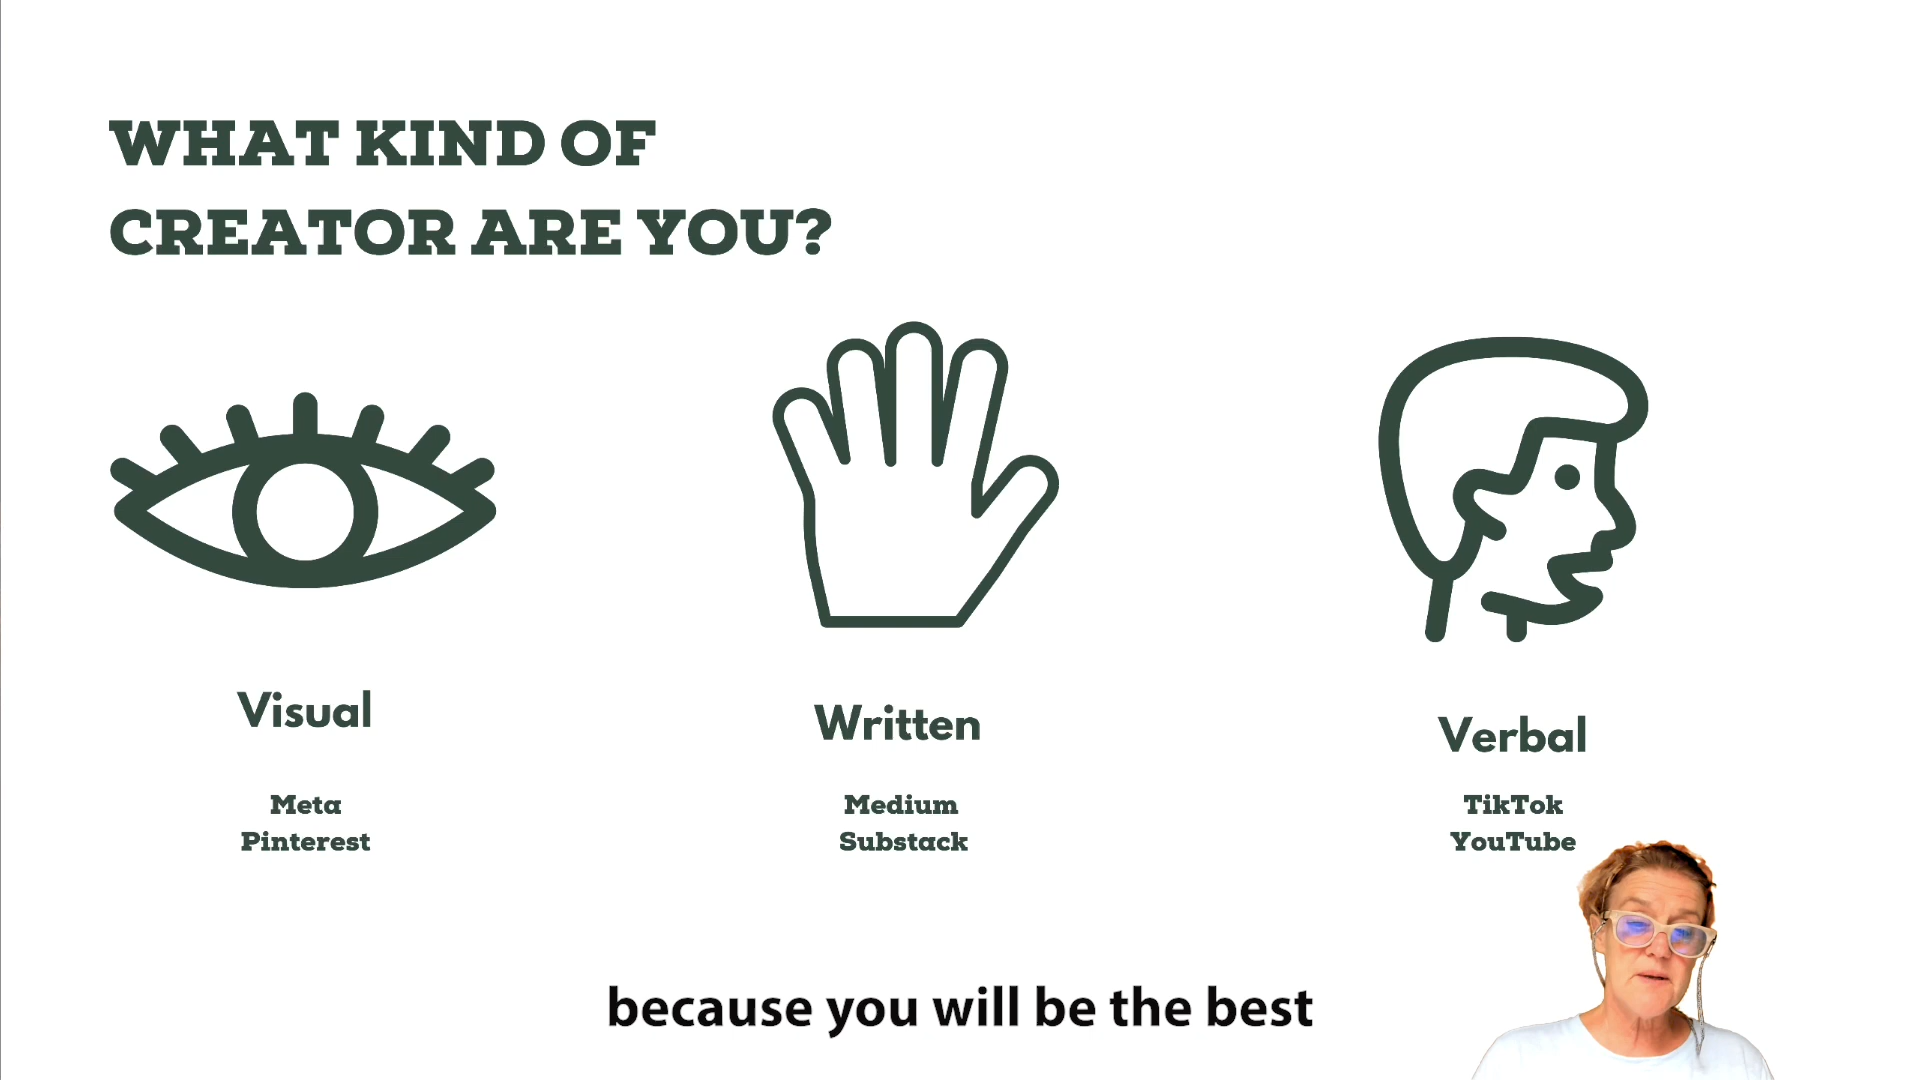 WHAT KIND OF
CREATOR ARE YOU?
Visual
Written
Verbal
Meta
Pinterest
Medium
Substack
TikTok
YouTube
because you will be the best